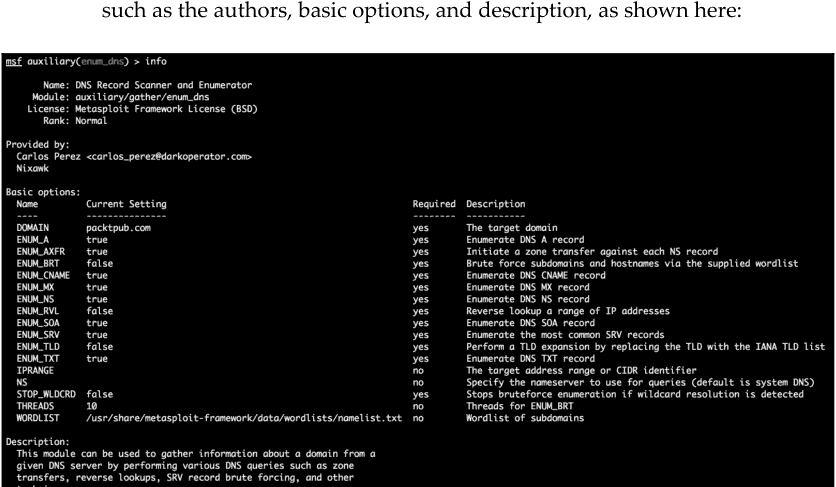 such as the authors, basic options, and description, as shown here:
msf auxiliary(enum_dns) > info
Name: DNS Record Scanner and Enumerator
Module: auxiliary/gather/enum_dns
License: Metasploit Framework License (BSD)
Rank: Normal
Provided by:
Carlos Perez <carlos_perez@darkoperator.com>
Nixawk
Basic options:
Name Current Setting Required Description
---- --------------- -------- -----------
DOMAIN packtpub.com yes The target domain
ENUM_A true yes Enumerate DNS A record
ENUM_AXFR true yes Initiate a zone transfer against each NS record
ENUM_BRT false yes Brute force subdomains and hostnames via the supplied wordlist
ENUM_CNAME true yes Enumerate DNS CNAME record
ENUM_MX true yes Enumerate DNS MX record
ENUM_NS true yes Enumerate DNS NS record
ENUM_RVL false yes Reverse lookup a range of IP addresses
ENUM_SOA true yes Enumerate DNS SOA record
ENUM_SRV true yes Enumerate the most common SRV records
ENUM_TLD false yes Perform a TLD expansion by replacing the TLD with the IANA TLD list
ENUM_TXT true yes Enumerate DNS TXT record
IPRANGE no The target address range or CIDR identifier
NS no Specify the nameserver to use for queries (default is system DNS)
STOP_WLDCRD false yes Stops bruteforce enumeration if wildcard resolution is detected
THREADS 10 no Threads for ENUM_BRT
WORDLIST /usr/share/metasploit-framework/data/wordlists/namelist.txt no Wordlist of subdomains
Description:
This module can be used to gather information about a domain from a
given DNS server by performing various DNS queries such as zone
transfers, reverse lookups, SRV record brute forcing, and other